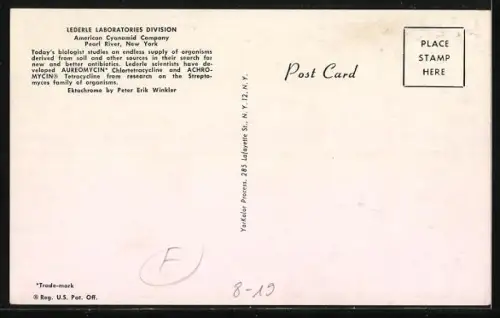 LEDERLE LABORATORIES DIVISION
American Cyanamid Company
Pearl River, New York
Today's biologist studies an endless supply of organisms
derived from soil and other sources in their search for
new and better antibiotics. Lederle scientists have de-
veloped AUREOMYCIN* Chlortetracycline and ACHRO-
MYCIN® Tetracycline from research on the Strepto-
myces family of organisms.
Ektachrome by Peter Erik Winkler
*Trade-mark
® Reg. U.S. Pat. Off.
YorKolor Process, 285 Lafayette St., N. Y. 12, N. Y.
Post Card
PLACE
STAMP
HERE
F
8-19